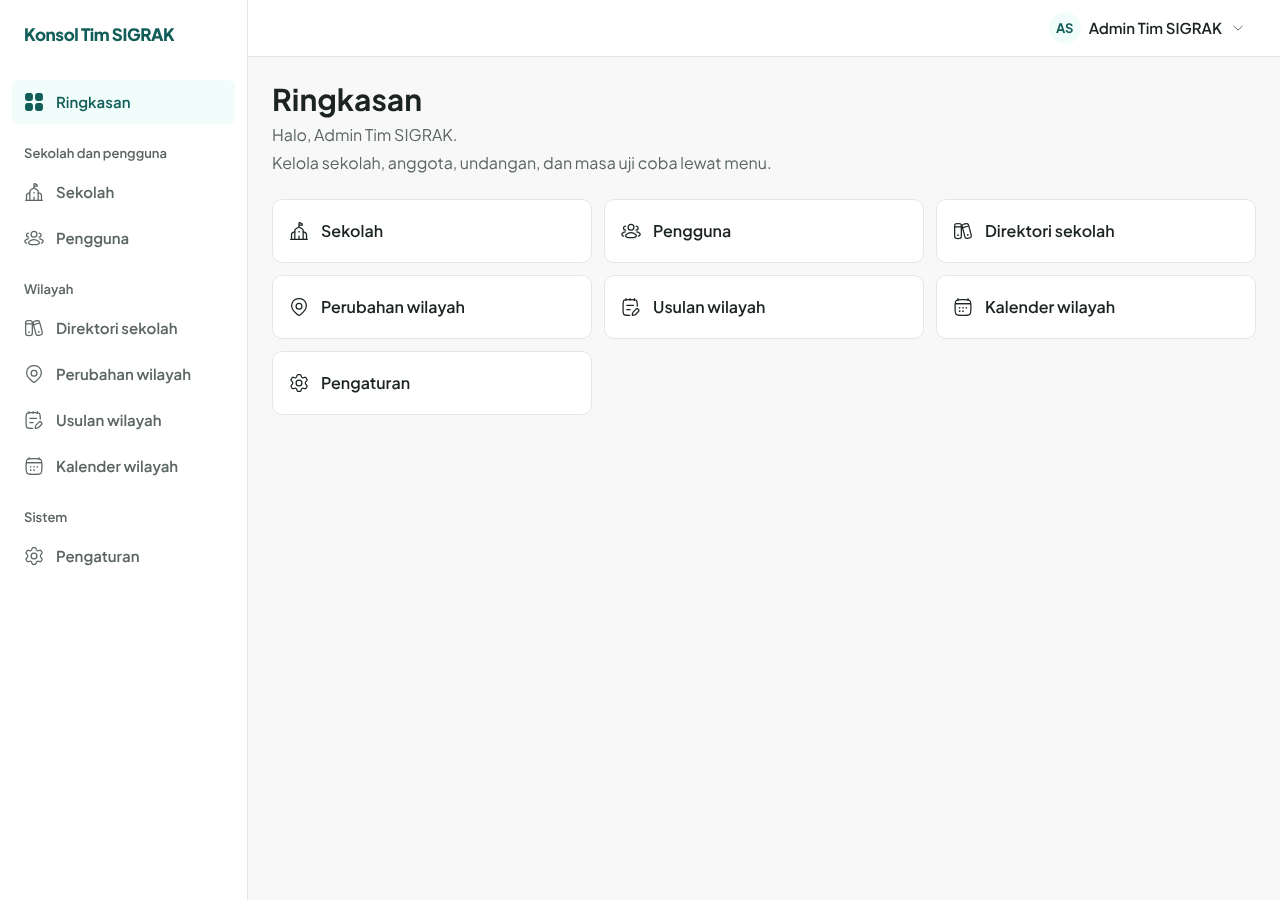 Konsol Tim SIGRAK
AS Admin Tim SIGRAK
Ringkasan
Sekolah dan pengguna
Sekolah
Pengguna
Wilayah
Direktori sekolah
Perubahan wilayah
Usulan wilayah
Kalender wilayah
Sistem
Pengaturan
Ringkasan
Halo, Admin Tim SIGRAK.
Kelola sekolah, anggota, undangan, dan masa uji coba lewat menu.
Sekolah
Pengguna
Direktori sekolah
Perubahan wilayah
Usulan wilayah
Kalender wilayah
Pengaturan